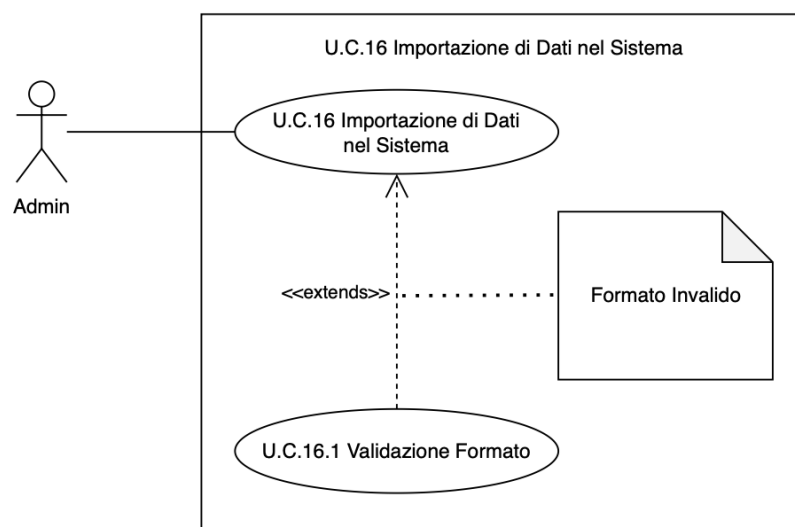 U.C.16 Importazione di Dati nel Sistema
U.C.16 Importazione di Dati
nel Sistema
Admin
<<extends>>
Formato Invalido
U.C.16.1 Validazione Formato